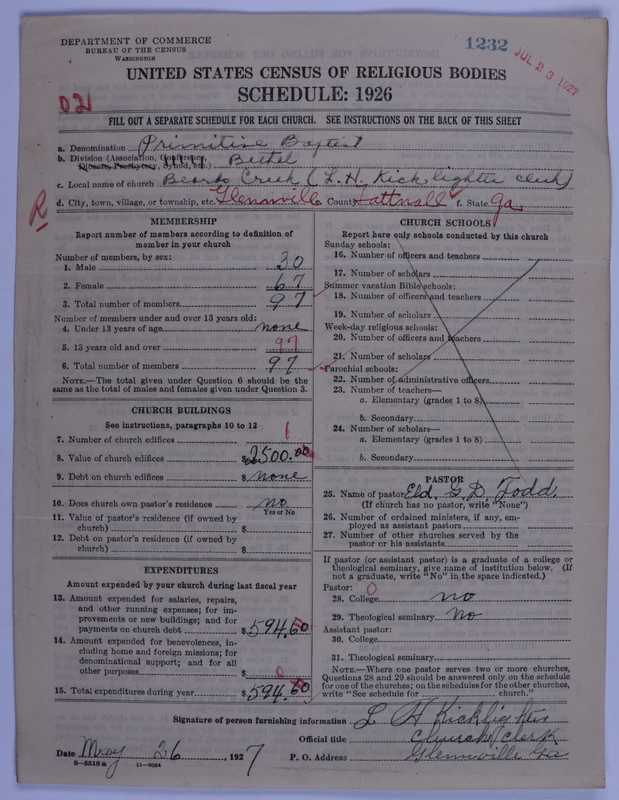 DEPARTMENT OF COMMERCE
BUREAU OF THE CENSUS
WASHINGTON
1232
JUL 23 1927
UNITED STATES CENSUS OF RELIGIOUS BODIES
SCHEDULE: 1926
02
FILL OUT A SEPARATE SCHEDULE FOR EACH CHURCH. SEE INSTRUCTIONS ON THE BACK OF THIS SHEET
a. Denomination Primitive Baptist
b. Division (Association, Conference, Diocese, Presbytery, Synod, etc.) Bethel
c. Local name of church Beards Creek (L. H. Kicklighter clerk)
R
d. City, town, village, or township, etc. Glennville County Tattnall f. State Ga
MEMBERSHIP
Report number of members according to definition of
member in your church
Number of members, by sex:
1. Male 30
2. Female 67
3. Total number of members 97
Number of members under and over 13 years old:
4. Under 13 years of age none
5. 13 years old and over 97
6. Total number of members 97
NOTE.—The total given under Question 6 should be the
same as the total of males and females given under Question 3.
CHURCH BUILDINGS
See instructions, paragraphs 10 to 12
7. Number of church edifices 1
8. Value of church edifices $2500.00
9. Debt on church edifices $ none
10. Does church own pastor's residence no
Yes or No
11. Value of pastor's residence (if owned by
church) $
12. Debt on pastor's residence (if owned by
church) $
EXPENDITURES
Amount expended by your church during last fiscal year
13. Amount expended for salaries, repairs,
and other running expenses; for im-
provements or new buildings; and for
payments on church debt $594.60
14. Amount expended for benevolences, in-
cluding home and foreign missions; for
denominational support; and for all
other purposes $ 0
15. Total expenditures during year $594.60
CHURCH SCHOOLS
Report here only schools conducted by this church
Sunday schools:
16. Number of officers and teachers
17. Number of scholars
Summer vacation Bible schools:
18. Number of officers and teachers
19. Number of scholars
Week-day religious schools:
20. Number of officers and teachers
21. Number of scholars
Parochial schools:
22. Number of administrative officers
23. Number of teachers—
a. Elementary (grades 1 to 8)
b. Secondary
24. Number of scholars—
a. Elementary (grades 1 to 8)
b. Secondary
PASTOR
25. Name of pastor Eld. G. D. Todd.
(If church has no pastor, write "None")
26. Number of ordained ministers, if any, em-
ployed as assistant pastors
27. Number of other churches served by the
pastor or his assistants
If pastor (or assistant pastor) is a graduate of a college or
theological seminary, give name of institution below. (If
not a graduate, write "No" in the space indicated.)
Pastor: 0
28. College no
29. Theological seminary No
Assistant pastor:
30. College
31. Theological seminary
NOTE.—Where one pastor serves two or more churches,
Questions 28 and 29 should be answered only on the schedule
for one of the churches; on the schedules for the other churches,
write "See schedule for church."
Signature of person furnishing information L H Kicklighter
Official title Church clerk
Date May 26, 1927 P. O. Address Glennville Ga
8—5518a 11—9054